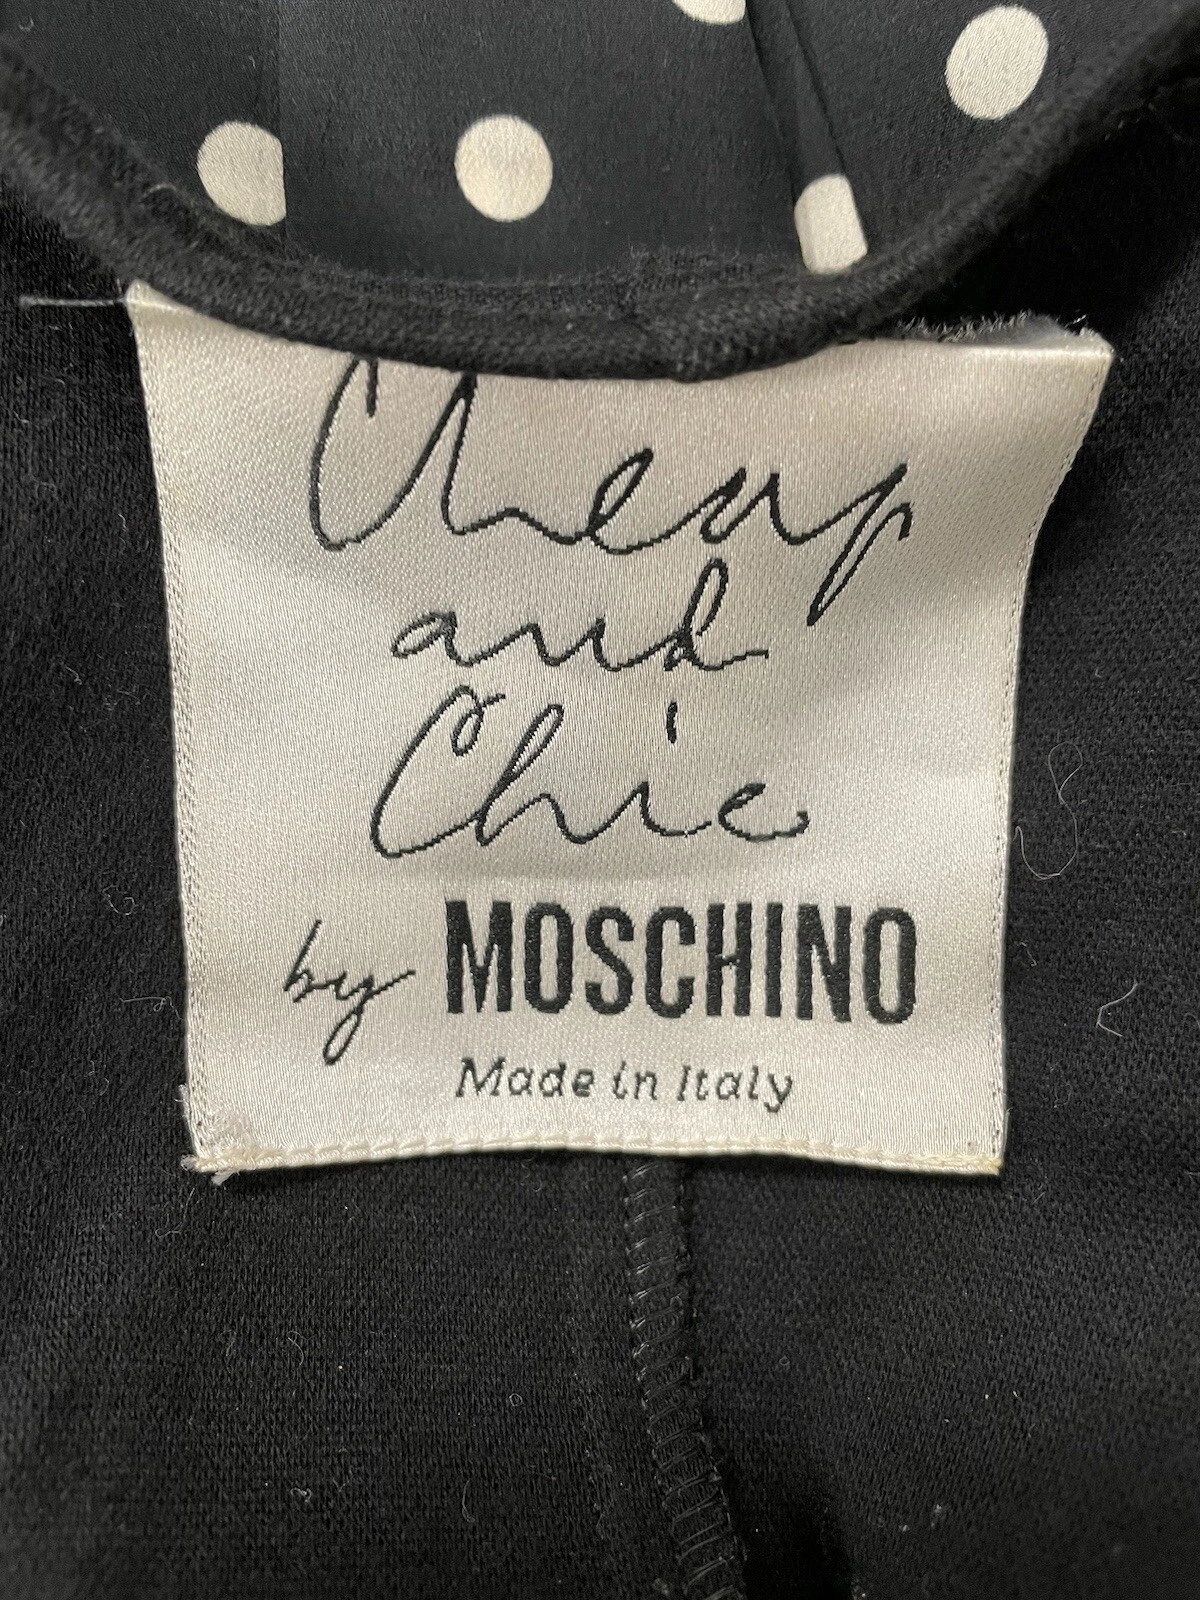 Cheap
and
Chic
by MOSCHINO
Made in Italy